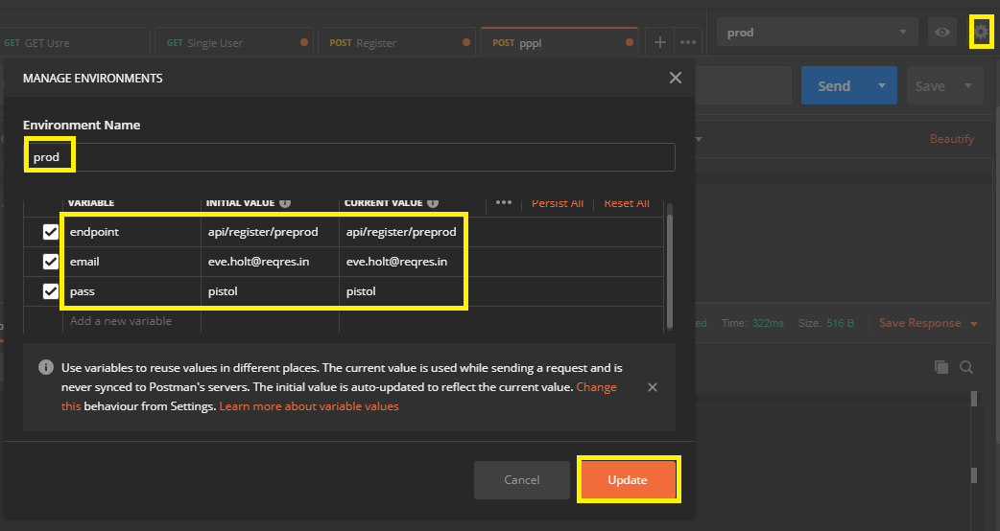 GET GET Usre
GET Single User
POST Register
POST pppl
prod
MANAGE ENVIRONMENTS
Send
Save
Environment Name
Beautify
prod
VARIABLE INITIAL VALUE CURRENT VALUE Persist All Reset All
endpoint api/register/preprod api/register/preprod
email eve.holt@reqres.in eve.holt@reqres.in
pass pistol pistol
Add a new variable
Time: 322ms Size: 516 B Save Response
Use variables to reuse values in different places. The current value is used while sending a request and is
never synced to Postman's servers. The initial value is auto-updated to reflect the current value. Change
this behaviour from Settings. Learn more about variable values
Cancel
Update